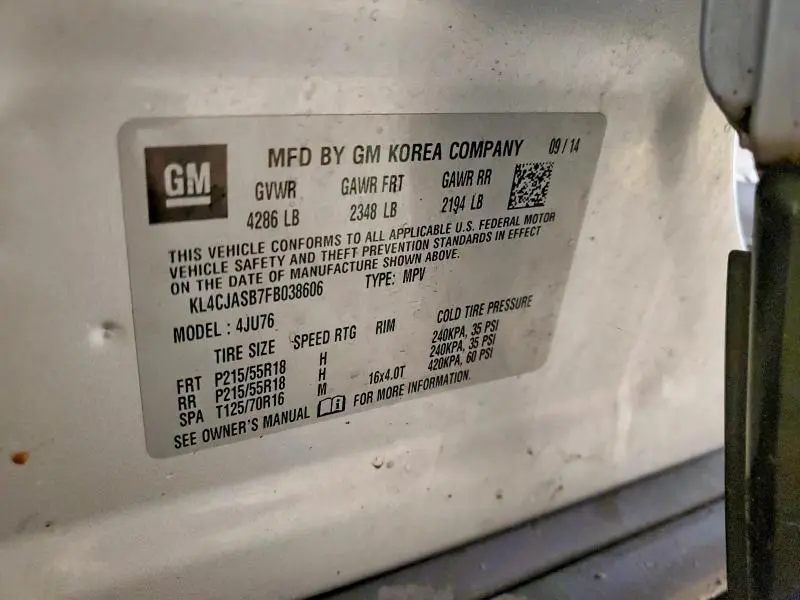 GM
MFD BY GM KOREA COMPANY 09/14
GVWR GAWR FRT GAWR RR
4286 LB 2348 LB 2194 LB
THIS VEHICLE CONFORMS TO ALL APPLICABLE U.S. FEDERAL MOTOR
VEHICLE SAFETY AND THEFT PREVENTION STANDARDS IN EFFECT
ON THE DATE OF MANUFACTURE SHOWN ABOVE.
KL4CJASB7FB038606 TYPE: MPV
MODEL : 4JU76
TIRE SIZE SPEED RTG RIM COLD TIRE PRESSURE
FRT P215/55R18 H 240KPA, 35 PSI
RR P215/55R18 H 240KPA, 35 PSI
SPA T125/70R16 M 16x4.0T 420KPA, 60 PSI
SEE OWNER'S MANUAL FOR MORE INFORMATION.